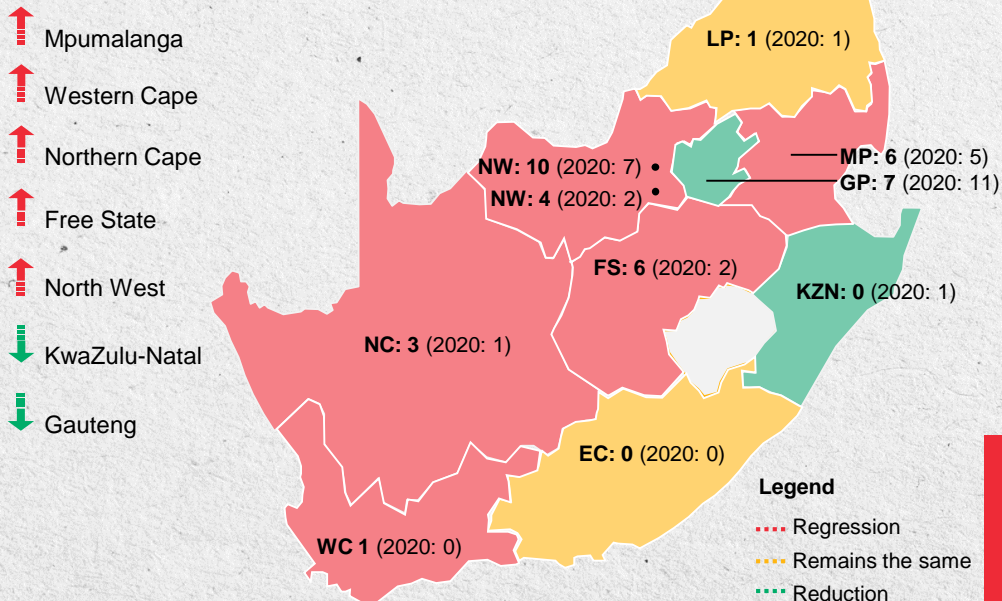 Mpumalanga
Western Cape
Northern Cape
Free State
North West
KwaZulu-Natal
Gauteng
LP: 1 (2020: 1)
NW: 10 (2020: 7)
NW: 4 (2020: 2)
MP: 6 (2020: 5)
GP: 7 (2020: 11)
FS: 6 (2020: 2)
KZN: 0 (2020: 1)
NC: 3 (2020: 1)
EC: 0 (2020: 0)
WC 1 (2020: 0)
Legend
Regression
Remains the same
Reduction